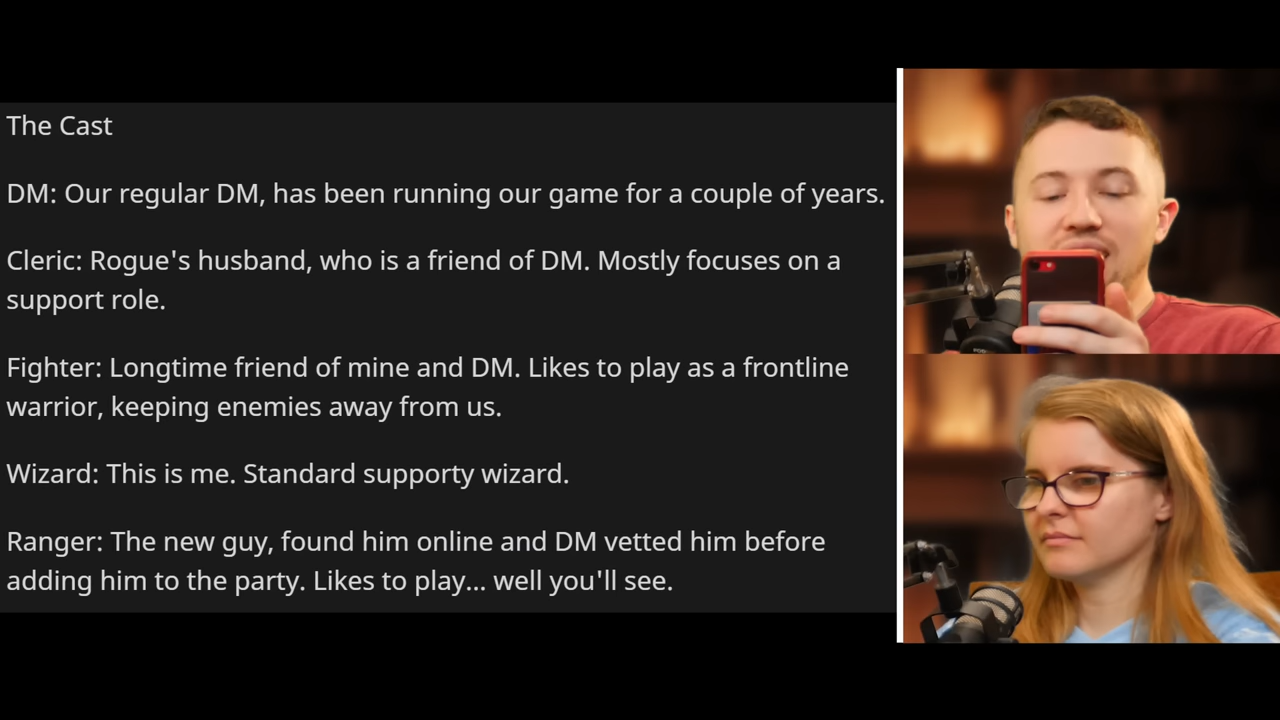 The Cast
DM: Our regular DM, has been running our game for a couple of years.
Cleric: Rogue's husband, who is a friend of DM. Mostly focuses on a
support role.
Fighter: Longtime friend of mine and DM. Likes to play as a frontline
warrior, keeping enemies away from us.
Wizard: This is me. Standard supporty wizard.
Ranger: The new guy, found him online and DM vetted him before
adding him to the party. Likes to play... well you'll see.